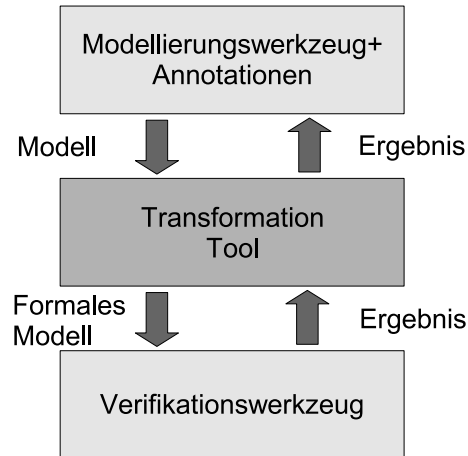 Modellierungswerkzeug+
Annotationen
Modell
Ergebnis
Transformation
Tool
Formales
Modell
Ergebnis
Verifikationswerkzeug